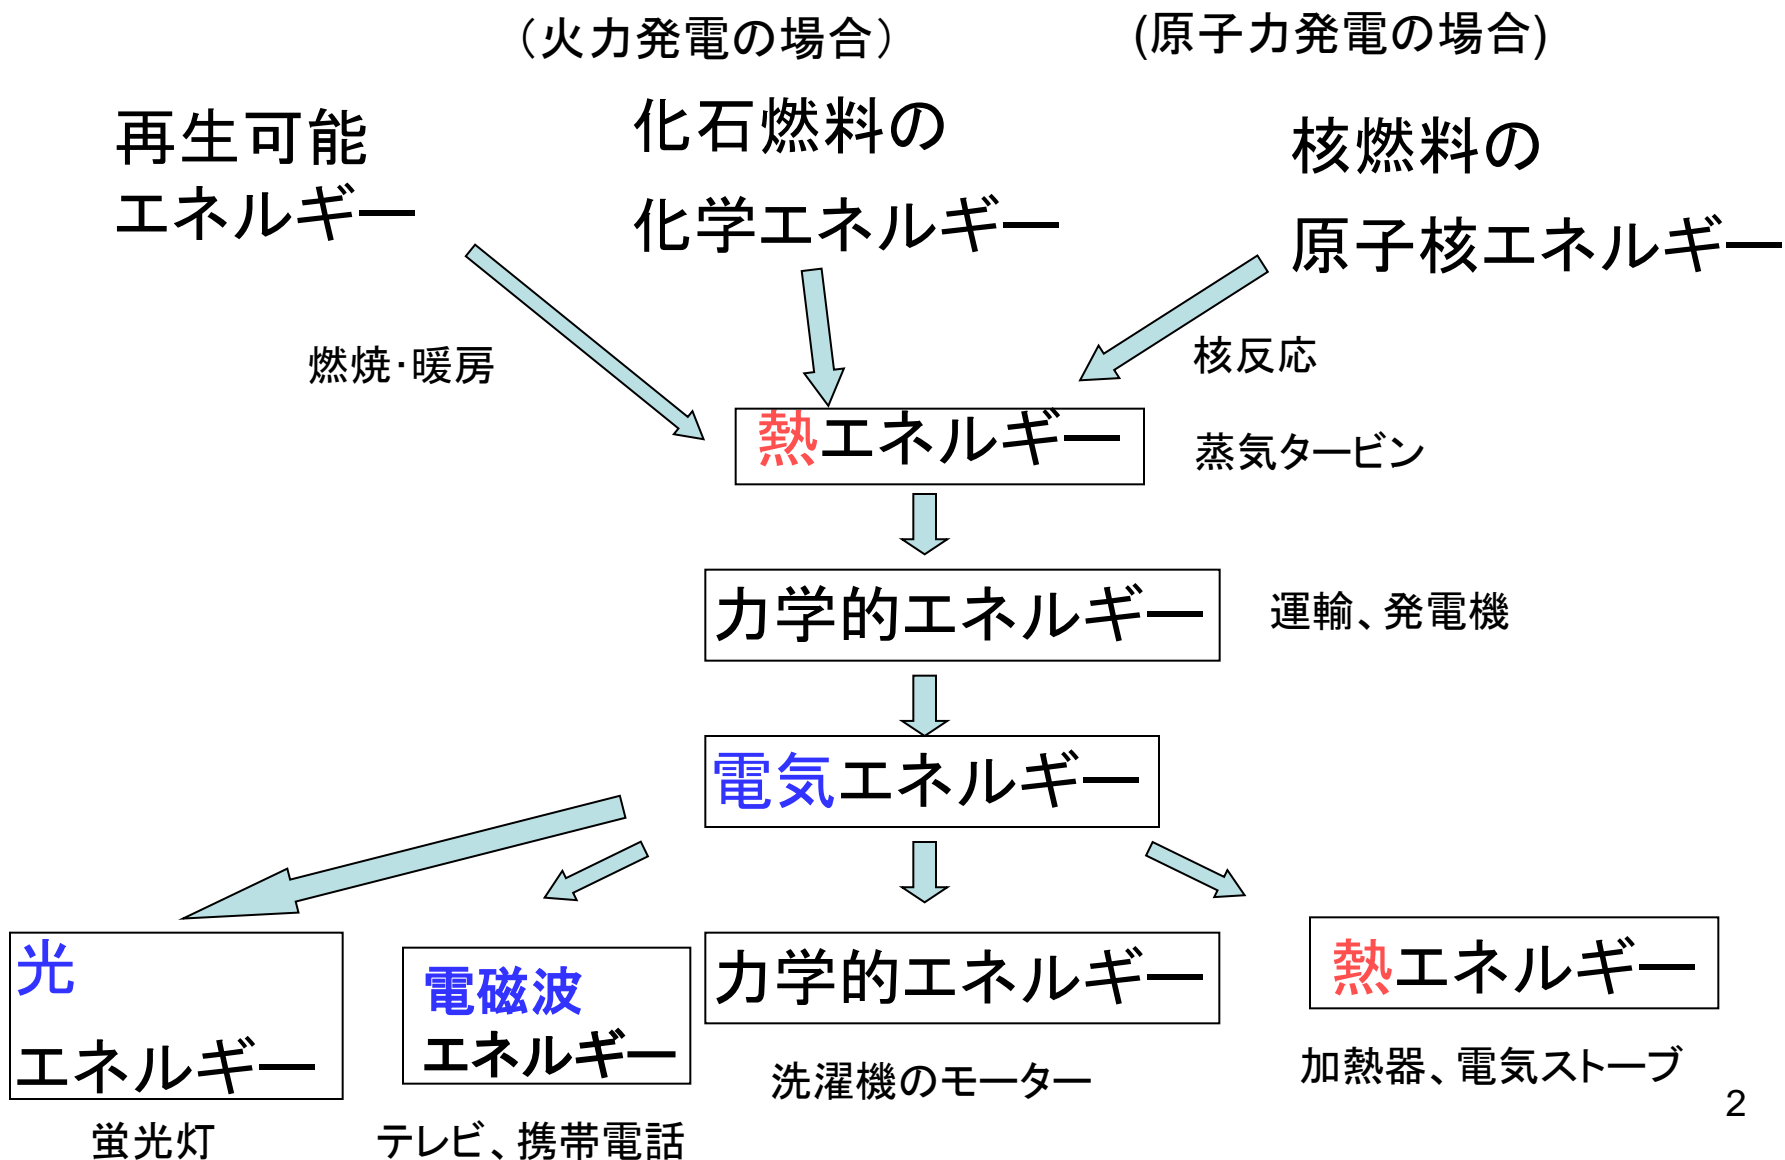 （火力発電の場合）
(原子力発電の場合)
再生可能
エネルギー
化石燃料の
化学エネルギー
核燃料の
原子核エネルギー
燃焼・暖房
核反応
熱エネルギー
蒸気タービン
力学的エネルギー
運輸、発電機
電気エネルギー
光
エネルギー
電磁波
エネルギー
力学的エネルギー
熱エネルギー
蛍光灯
テレビ、携帯電話
洗濯機のモーター
加熱器、電気ストーブ
2